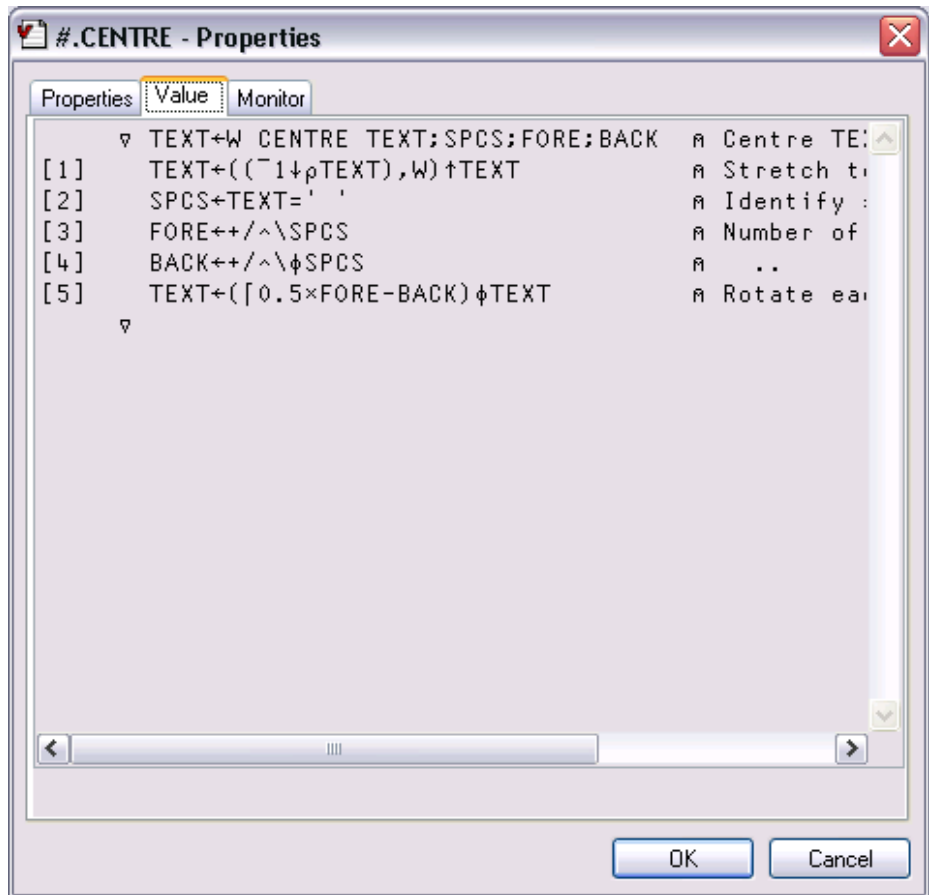 #.CENTRE - Properties
Properties Value Monitor
∇ TEXT←W CENTRE TEXT;SPCS;FORE;BACK ⍝ Centre
[1] TEXT←((¯1↓⍴TEXT),W)↑TEXT ⍝ Stretch
[2] SPCS←TEXT=' ' ⍝ Identify
[3] FORE←+/^\SPCS ⍝ Number of
[4] BACK←+/^\⌽SPCS ⍝ ..
[5] TEXT←(⌈0.5×FORE-BACK)⌽TEXT ⍝ Rotate
∇
OK Cancel